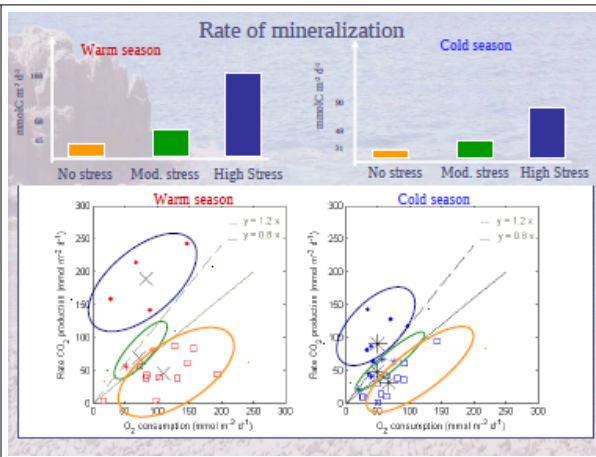 Rate of mineralization
Warm season
Cold season
mmolC m-2 d-1
45
No stress Mod. stress High Stress
mmolC m-2 d-1
90
49
31
No stress Mod. stress High Stress
Warm season
Cold season
Rate CO2 production (mmol m-2 d-1)
300
250
200
150
100
50
0
y = 1.2 x
y = 0.8 x
0 50 100 150 200 250 300
O2 consumption (mmol m-2 d-1)
Rate CO2 production (mmol m-2 d-1)
300
250
200
150
100
50
0
y = 1.2 x
y = 0.8 x
0 50 100 150 200 250 300
O2 consumption (mmol m-2 d-1)